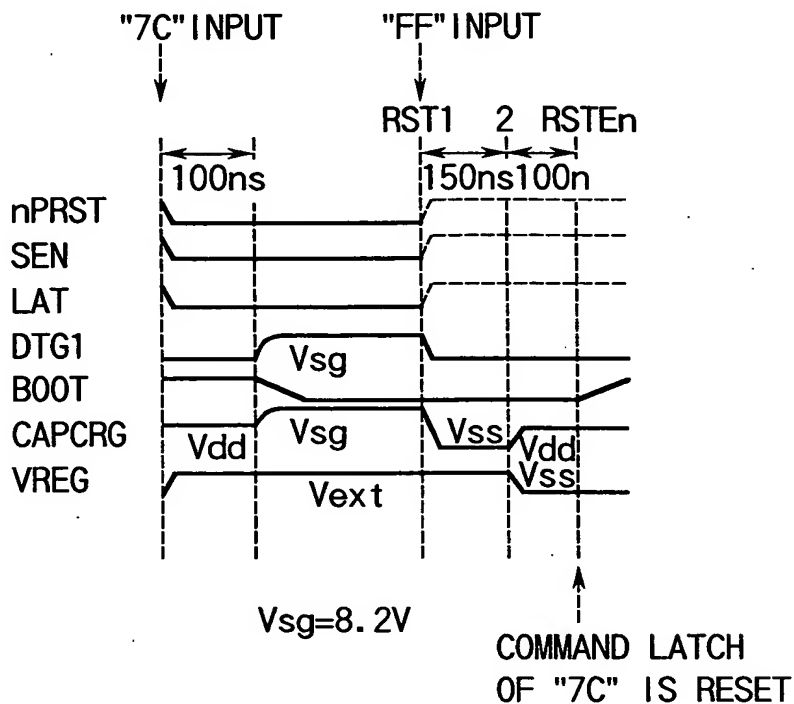 "7C" INPUT "FF" INPUT
RST1 2 RSTEn
100ns 150ns 100n
nPRST
SEN
LAT
DTG1 Vsg
BOOT
CAPCRG Vdd Vsg Vss Vdd
VREG Vext Vss
Vsg=8.2V
COMMAND LATCH
OF "7C" IS RESET